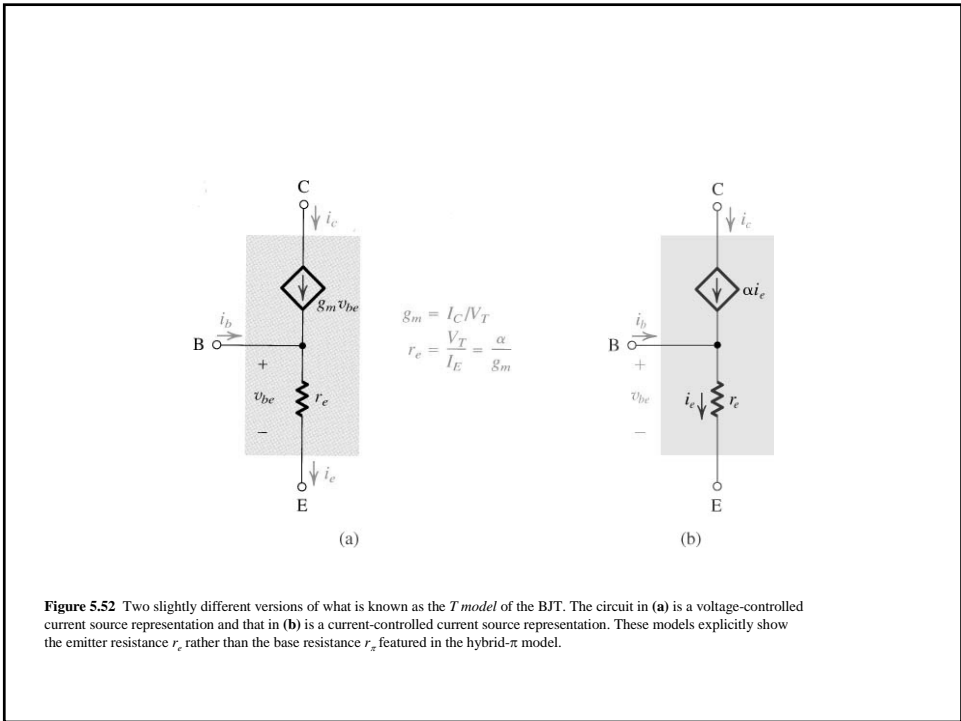 C
i_c
g_m v_be
i_b
B
+
v_be
−
r_e
i_e
E
(a)
g_m = I_C/V_T
r_e = V_T/I_E = α/g_m
C
i_c
αi_e
i_b
B
+
v_be
−
i_e
r_e
E
(b)
Figure 5.52 Two slightly different versions of what is known as the T model of the BJT. The circuit in (a) is a voltage-controlled
current source representation and that in (b) is a current-controlled current source representation. These models explicitly show
the emitter resistance r_e rather than the base resistance r_π featured in the hybrid-π model.